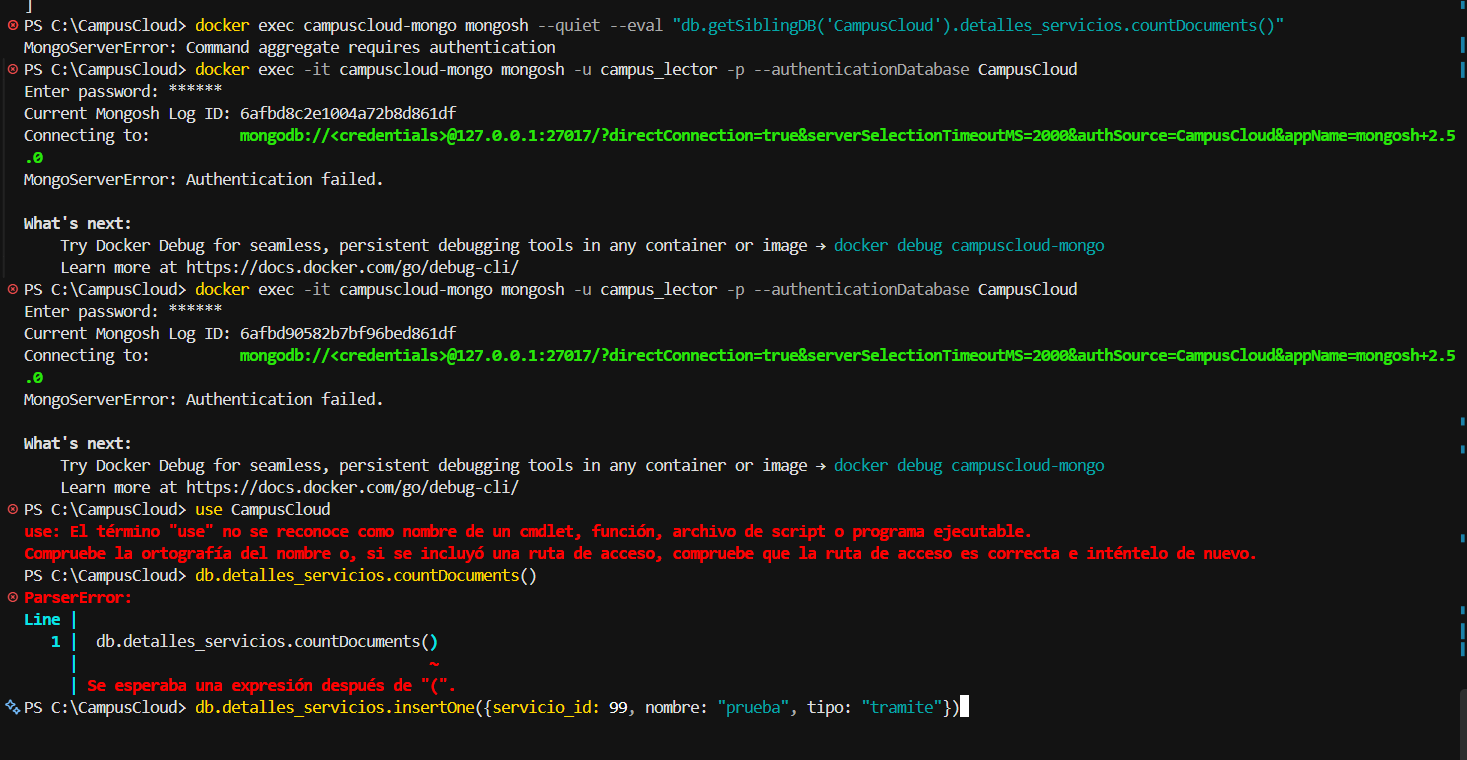 ]
PS C:\CampusCloud> docker exec campuscloud-mongo mongosh --quiet --eval "db.getSiblingDB('CampusCloud').detalles_servicios.countDocuments()"
MongoServerError: Command aggregate requires authentication
PS C:\CampusCloud> docker exec -it campuscloud-mongo mongosh -u campus_lector -p --authenticationDatabase CampusCloud
Enter password: ******
Current Mongosh Log ID: 6afbd8c2e1004a72b8d861df
Connecting to:          mongodb://<credentials>@127.0.0.1:27017/?directConnection=true&serverSelectionTimeoutMS=2000&authSource=CampusCloud&appName=mongosh+2.5
.0
MongoServerError: Authentication failed.

What's next:
    Try Docker Debug for seamless, persistent debugging tools in any container or image → docker debug campuscloud-mongo
    Learn more at https://docs.docker.com/go/debug-cli/
PS C:\CampusCloud> docker exec -it campuscloud-mongo mongosh -u campus_lector -p --authenticationDatabase CampusCloud
Enter password: ******
Current Mongosh Log ID: 6afbd90582b7bf96bed861df
Connecting to:          mongodb://<credentials>@127.0.0.1:27017/?directConnection=true&serverSelectionTimeoutMS=2000&authSource=CampusCloud&appName=mongosh+2.5
.0
MongoServerError: Authentication failed.

What's next:
    Try Docker Debug for seamless, persistent debugging tools in any container or image → docker debug campuscloud-mongo
    Learn more at https://docs.docker.com/go/debug-cli/
PS C:\CampusCloud> use CampusCloud
use: El término "use" no se reconoce como nombre de un cmdlet, función, archivo de script o programa ejecutable.
Compruebe la ortografía del nombre o, si se incluyó una ruta de acceso, compruebe que la ruta de acceso es correcta e inténtelo de nuevo.
PS C:\CampusCloud> db.detalles_servicios.countDocuments()
ParserError:
Line |
   1 |  db.detalles_servicios.countDocuments()
     |                                       ~
     | Se esperaba una expresión después de "(".
PS C:\CampusCloud> db.detalles_servicios.insertOne({servicio_id: 99, nombre: "prueba", tipo: "tramite"})